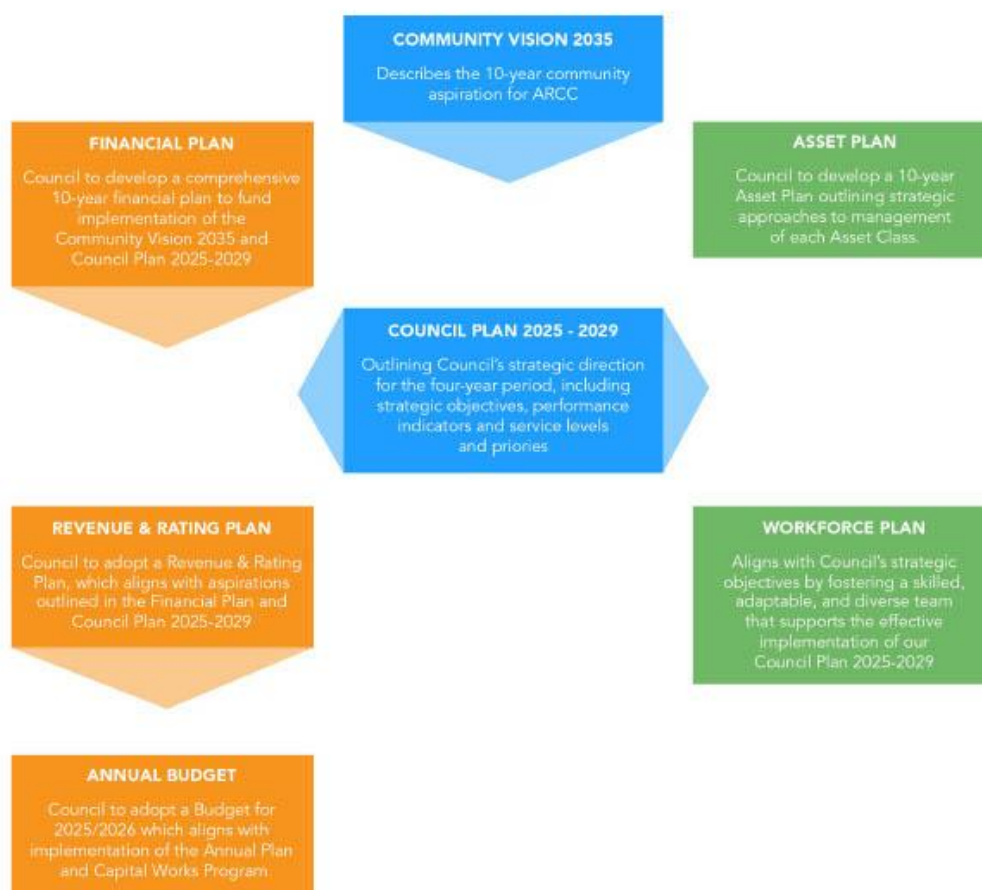 COMMUNITY VISION 2035
Describes the 10-year community
aspiration for ARCC
FINANCIAL PLAN
Council to develop a comprehensive
10-year financial plan to fund
implementation of the
Community Vision 2035 and
Council Plan 2025-2029
ASSET PLAN
Council to develop a 10-year
Asset Plan outlining strategic
approaches to management
of each Asset Class.
COUNCIL PLAN 2025 - 2029
Outlining Council's strategic direction
for the four-year period, including
strategic objectives, performance
indicators and service levels
and priories
REVENUE & RATING PLAN
Council to adopt a Revenue & Rating
Plan, which aligns with aspirations
outlined in the Financial Plan and
Council Plan 2025-2029
WORKFORCE PLAN
Aligns with Council's strategic
objectives by fostering a skilled,
adaptable, and diverse team
that supports the effective
implementation of our
Council Plan 2025-2029
ANNUAL BUDGET
Council to adopt a Budget for
2025/2026 which aligns with
implementation of the Annual Plan
and Capital Works Program